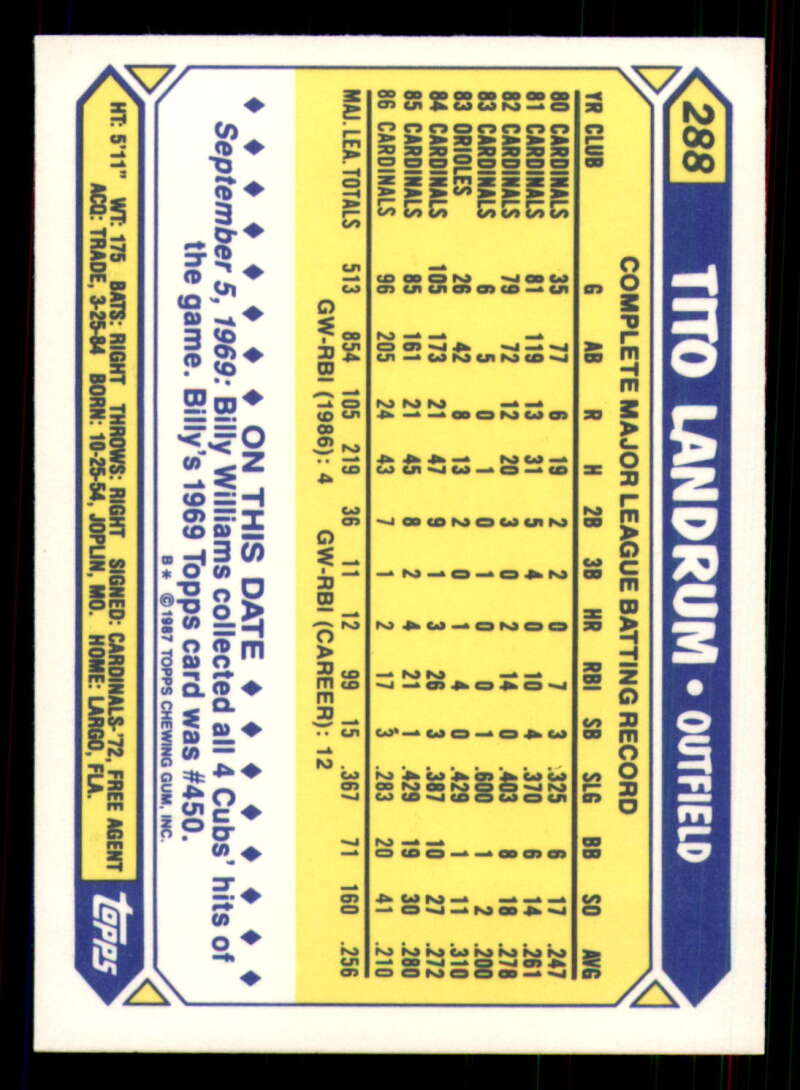 288 TITO LANDRUM • OUTFIELD
COMPLETE MAJOR LEAGUE BATTING RECORD
YR CLUB G AB R H 2B 3B HR RBI SB SLG BB SO AVG
80 CARDINALS 35 77 6 19 2 2 0 7 3 .325 6 17 .247
81 CARDINALS 81 119 13 31 5 4 0 10 4 .370 6 14 .261
82 CARDINALS 79 72 12 20 3 0 2 14 0 .403 8 18 .278
83 CARDINALS 6 5 0 1 0 1 0 0 1 .600 1 2 .200
83 ORIOLES 26 42 8 13 2 0 1 4 0 .429 1 11 .310
84 CARDINALS 105 173 21 47 9 1 3 26 3 .387 10 27 .272
85 CARDINALS 85 161 21 45 8 2 4 21 1 .429 19 30 .280
86 CARDINALS 96 205 24 43 7 1 2 17 3 .283 20 41 .210
MAJ. LEA. TOTALS 513 854 105 219 36 11 12 99 15 .367 71 160 .256
GW-RBI (1986): 4 GW-RBI (CAREER): 12
ON THIS DATE
September 5, 1969: Billy Williams collected all 4 Cubs' hits of
the game. Billy's 1969 Topps card was #450.
B* © 1987 TOPPS CHEWING GUM, INC.
HT: 5'11" WT: 175 BATS: RIGHT THROWS: RIGHT SIGNED: CARDINALS-'72, FREE AGENT
ACQ: TRADE, 3-25-84 BORN: 10-25-54, JOPLIN, MO. HOME: LARGO, FLA.
TOPPS